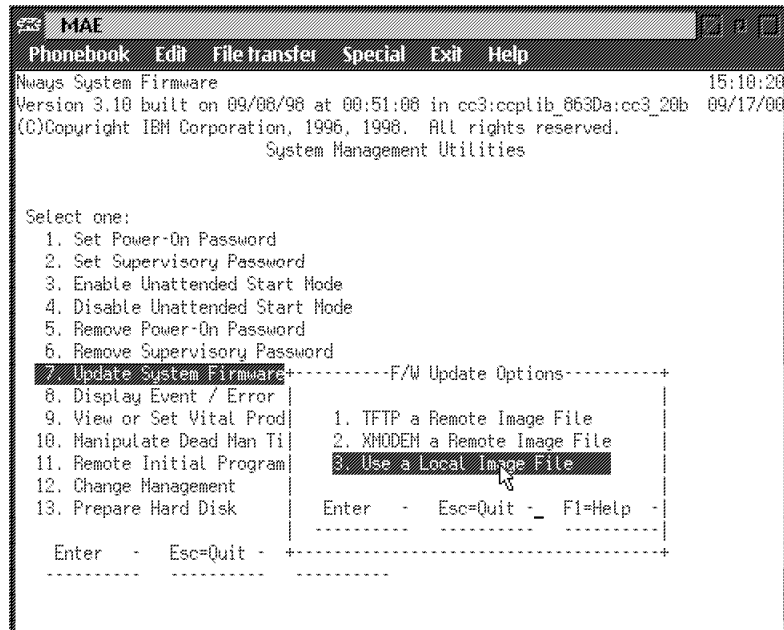 MAE
Phonebook Edit File transfer Special Exit Help
Nways System Firmware 15:10:20
Version 3.10 built on 09/08/98 at 00:51:08 in cc3:ccplib_863Da:cc3_20b 09/17/00
(C)Copyright IBM Corporation, 1996, 1998. All rights reserved.
System Management Utilities
Select one:
1. Set Power-On Password
2. Set Supervisory Password
3. Enable Unattended Start Mode
4. Disable Unattended Start Mode
5. Remove Power-On Password
6. Remove Supervisory Password
7. Update System Firmware+----------F/W Update Options----------+
8. Display Event / Error |
9. View or Set Vital Prod| 1. TFTP a Remote Image File |
10. Manipulate Dead Man Ti| 2. XMODEM a Remote Image File |
11. Remote Initial Program| 3. Use a Local Image File |
12. Change Management |
13. Prepare Hard Disk | Enter - Esc=Quit -_ F1=Help -|
Enter - Esc=Quit -